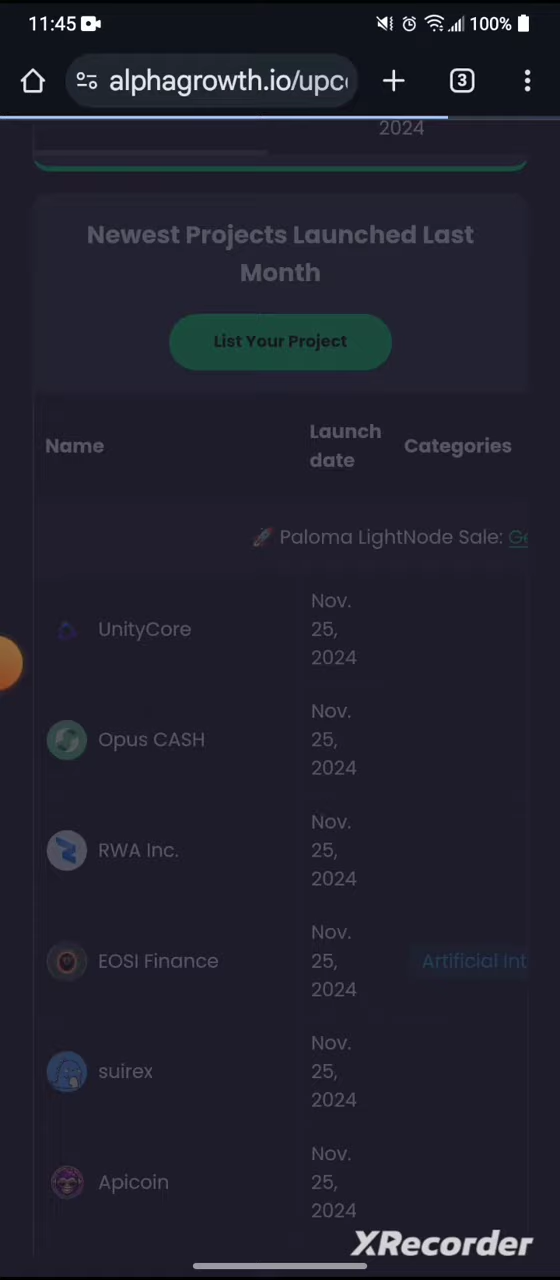 11:45
100%
alphagrowth.io/upc
3
2024
Newest Projects Launched Last
Month
List Your Project
Name
Launch
date
Categories
🚀 Paloma LightNode Sale: Ge
UnityCore
Nov.
25,
2024
Opus CASH
Nov.
25,
2024
RWA Inc.
Nov.
25,
2024
EOSI Finance
Nov.
25,
2024
Artificial Int
suirex
Nov.
25,
2024
Apicoin
Nov.
25,
2024
XRecorder